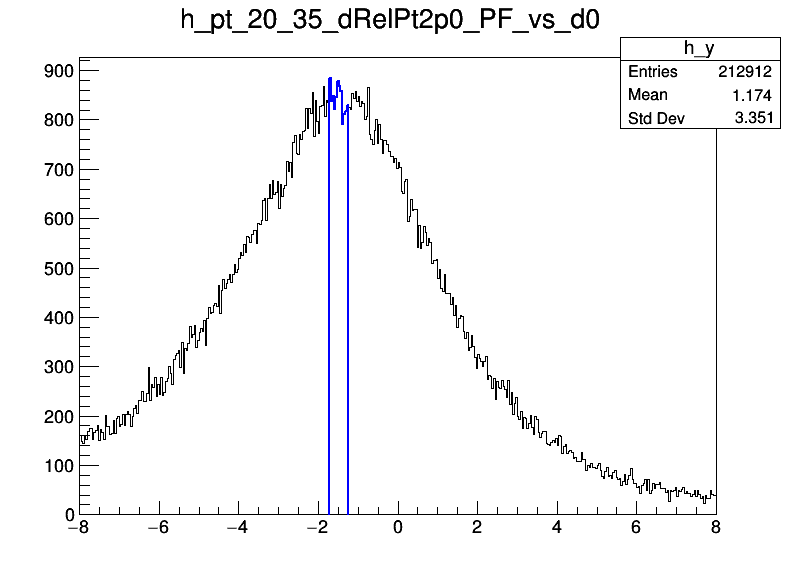 h_pt_20_35_dRelPt2p0_PF_vs_d0
h_y
Entries 212912
Mean 1.174
Std Dev 3.351
900
800
700
600
500
400
300
200
100
0
−8 −6 −4 −2 0 2 4 6 8